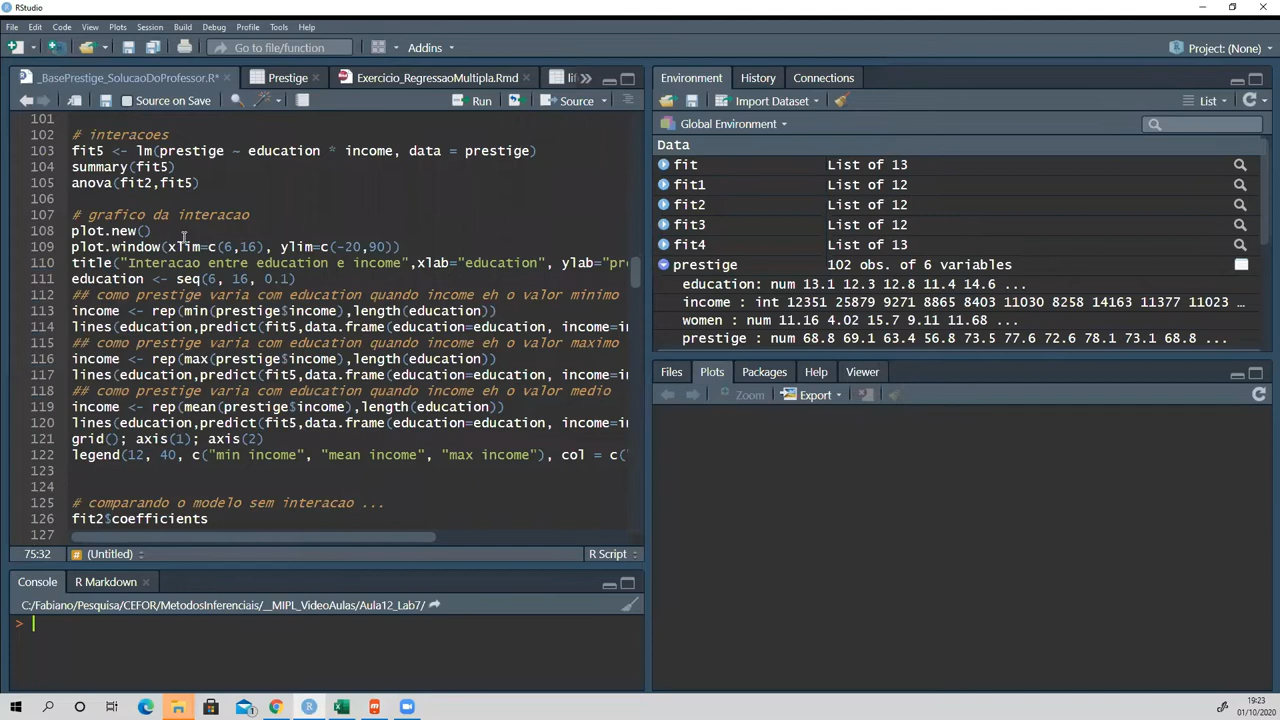 RStudio
File Edit Code View Plots Session Build Debug Profile Tools Help
Go to file/function Addins Project: (None)
_BasePrestige_SolucaoDoProfessor.R* Prestige Exercicio_RegressaoMultipla.Rmd lif
Source on Save Run Source
101
102 # interacoes
103 fit5 <- lm(prestige ~ education * income, data = prestige)
104 summary(fit5)
105 anova(fit2,fit5)
106
107 # grafico da interacao
108 plot.new()
109 plot.window(xlim=c(6,16), ylim=c(-20,90))
110 title("Interacao entre education e income",xlab="education", ylab="pr
111 education <- seq(6, 16, 0.1)
112 ## como prestige varia com education quando income eh o valor minimo
113 income <- rep(min(prestige$income),length(education))
114 lines(education,predict(fit5,data.frame(education=education, income=in
115 ## como prestige varia com education quando income eh o valor maximo
116 income <- rep(max(prestige$income),length(education))
117 lines(education,predict(fit5,data.frame(education=education, income=in
118 ## como prestige varia com education quando income eh o valor medio
119 income <- rep(mean(prestige$income),length(education))
120 lines(education,predict(fit5,data.frame(education=education, income=in
121 grid(); axis(1); axis(2)
122 legend(12, 40, c("min income", "mean income", "max income"), col = c("
123
124
125 # comparando o modelo sem interacao ...
126 fit2$coefficients
127
75:32 (Untitled) R Script
Console R Markdown
C:/Fabiano/Pesquisa/CEFOR/MetodosInferenciais/__MIPL_VideoAulas/Aula12_Lab7/
>
Environment History Connections
Import Dataset List
Global Environment
Data
fit List of 13
fit1 List of 12
fit2 List of 12
fit3 List of 12
fit4 List of 13
prestige 102 obs. of 6 variables
education: num 13.1 12.3 12.8 11.4 14.6 ...
income : int 12351 25879 9271 8865 8403 11030 8258 14163 11377 11023 …
women : num 11.16 4.02 15.7 9.11 11.68 ...
prestige : num 68.8 69.1 63.4 56.8 73.5 77.6 72.6 78.1 73.1 68.8 ...
Files Plots Packages Help Viewer
Zoom Export
19:23
01/10/2020